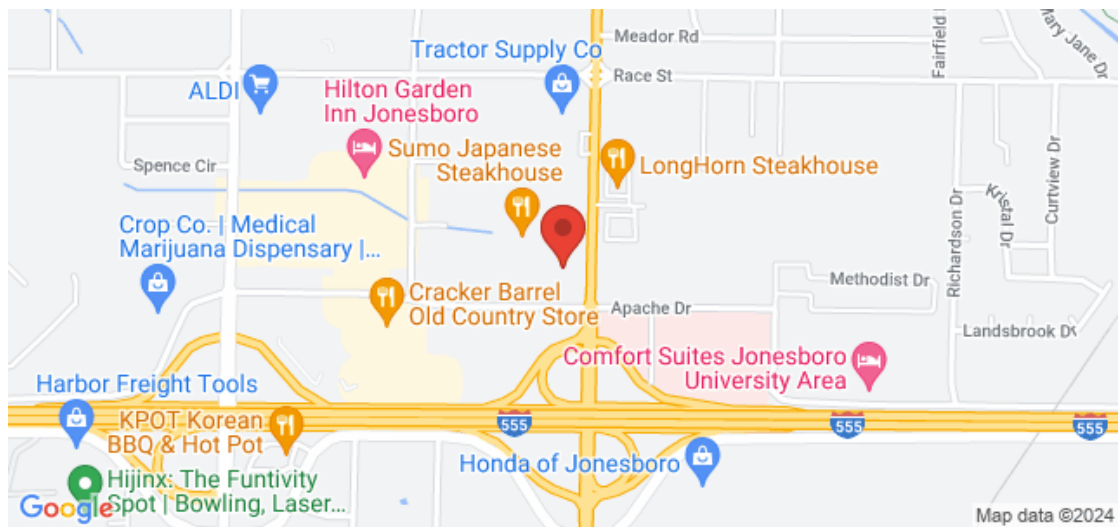 Meador Rd
Tractor Supply Co
Race St
Fairfield
Mary Jane Dr
ALDI
Hilton Garden
Inn Jonesboro
Sumo Japanese
Steakhouse
LongHorn Steakhouse
Spence Cir
Curtview Dr
Kristal Dr
Richardson Dr
Crop Co. | Medical
Marijuana Dispensary |...
Methodist Dr
Cracker Barrel
Old Country Store
Apache Dr
Landsbrook D
Comfort Suites Jonesboro
University Area
Harbor Freight Tools
KPOT Korean
BBQ & Hot Pot
555
555
555
Honda of Jonesboro
Hijinx: The Funtivity
Spot | Bowling, Laser...
Google
Map data ©2024